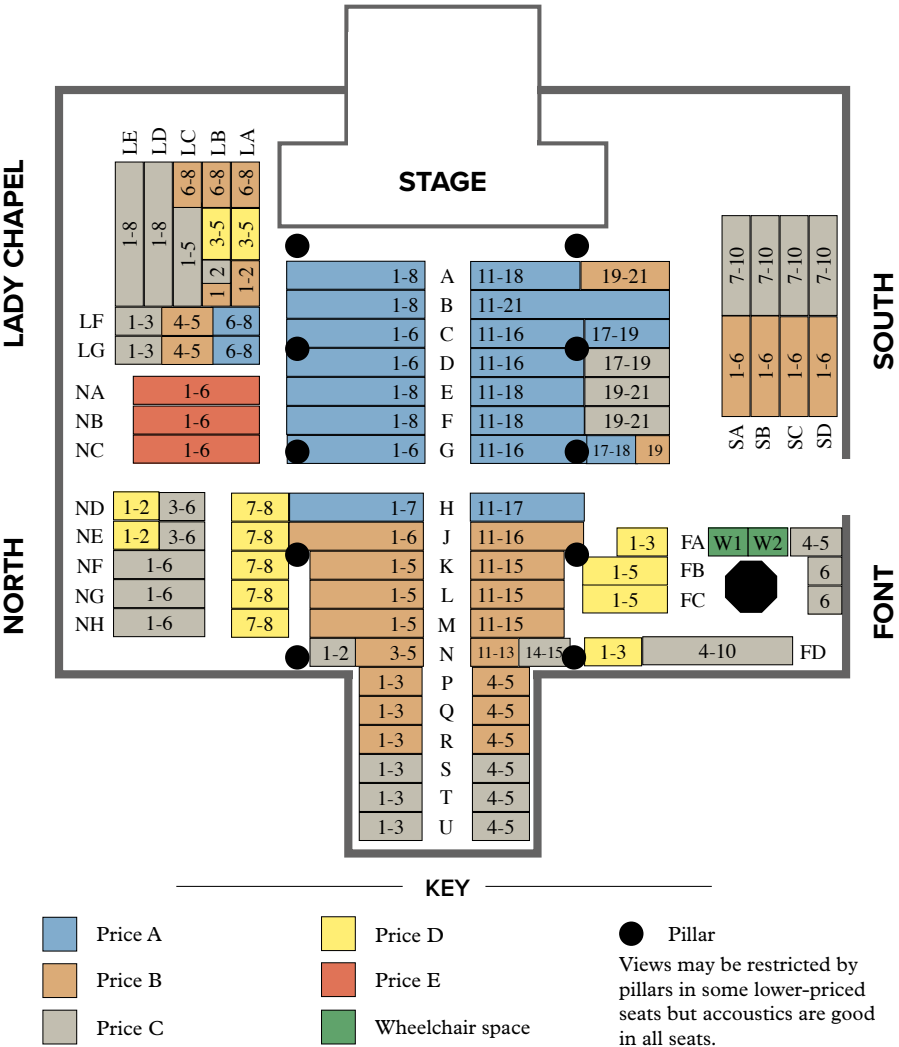 STAGE
LADY CHAPEL
LE LD LC LB LA
1-8 1-8 6-8 6-8 6-8
1-5 3-5 3-5
2 1-2
1
LF 1-3 4-5 6-8
LG 1-3 4-5 6-8
NA 1-6
NB 1-6
NC 1-6
1-8 A 11-18 19-21
1-8 B 11-21
1-6 C 11-16 17-19
1-6 D 11-16 17-19
1-8 E 11-18 19-21
1-8 F 11-18 19-21
1-6 G 11-16 17-18 19
SOUTH
7-10 7-10 7-10 7-10
1-6 1-6 1-6 1-6
SA SB SC SD
NORTH
ND 1-2 3-6 7-8 1-7 H 11-17
NE 1-2 3-6 7-8 1-6 J 11-16 1-3 FA W1 W2 4-5
NF 1-6 7-8 1-5 K 11-15 1-5 FB 6
NG 1-6 7-8 1-5 L 11-15 1-5 FC 6
NH 1-6 7-8 1-5 M 11-15
1-2 3-5 N 11-13 14-15 1-3 4-10 FD
FONT
1-3 P 4-5
1-3 Q 4-5
1-3 R 4-5
1-3 S 4-5
1-3 T 4-5
1-3 U 4-5
KEY
Price A
Price B
Price C
Price D
Price E
Wheelchair space
Pillar
Views may be restricted by
pillars in some lower-priced
seats but accoustics are good
in all seats.